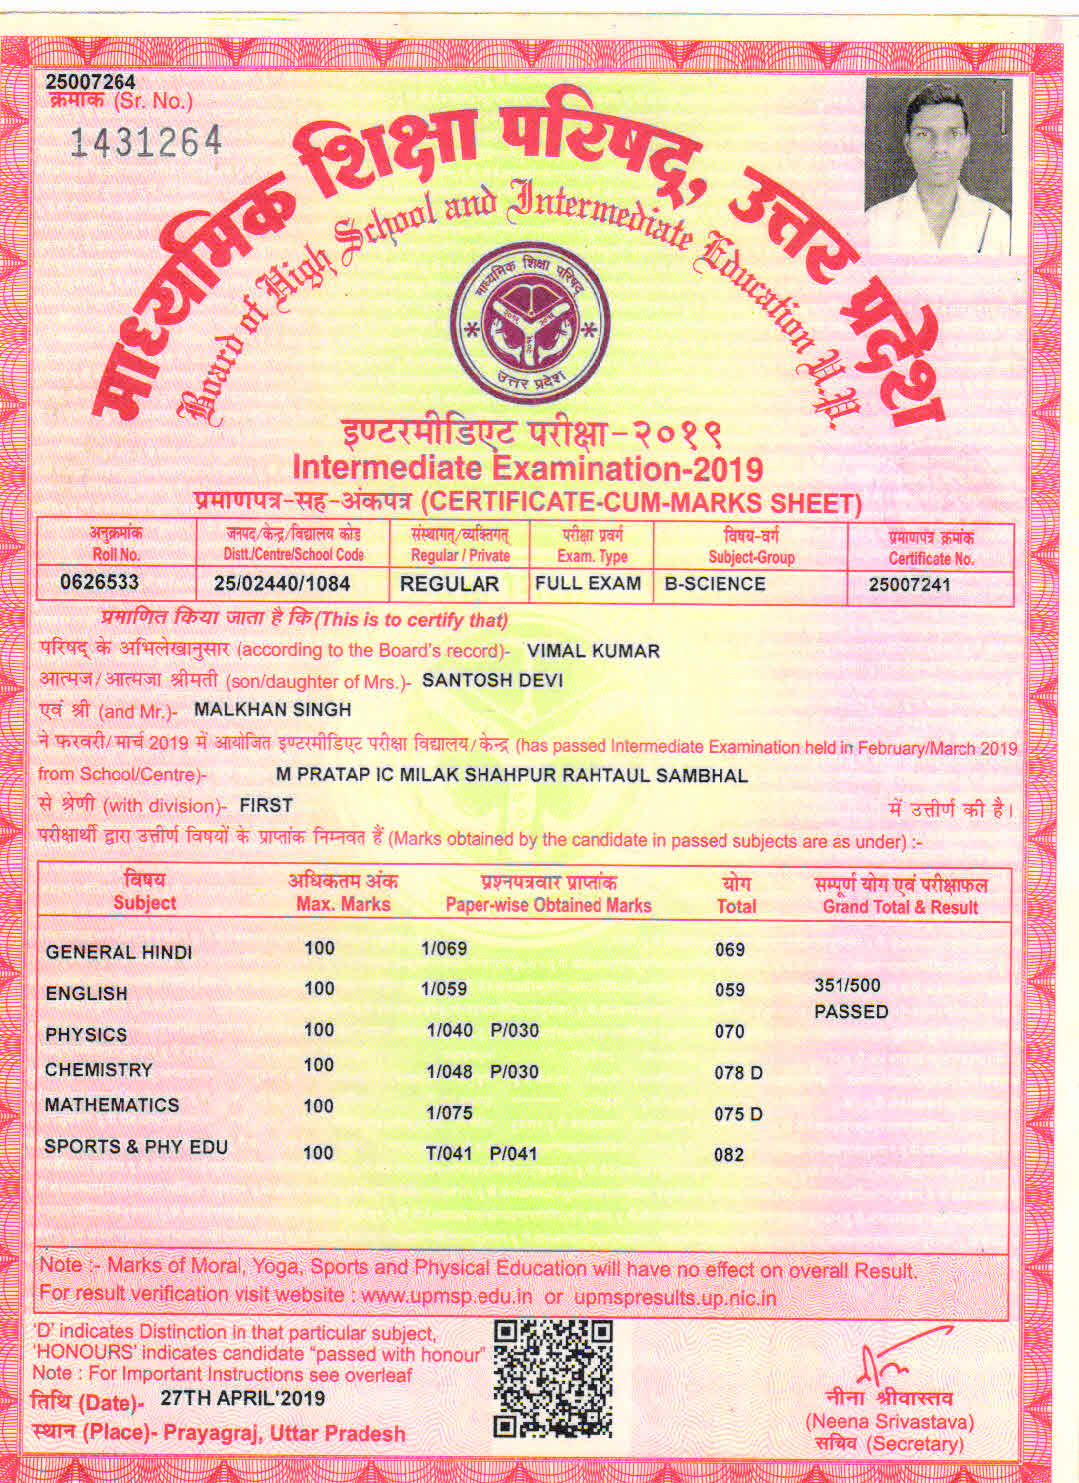 25007264
क्रमांक (Sr. No.)
1431264
माध्यमिक शिक्षा परिषद्, उत्तर प्रदेश
Board of High School and Intermediate Education U.P.
माध्यमिक शिक्षा परिषद्
उत्तर प्रदेश
इण्टरमीडिएट परीक्षा-२०१९
Intermediate Examination-2019
प्रमाणपत्र-सह-अंकपत्र (CERTIFICATE-CUM-MARKS SHEET)
अनुक्रमांक जनपद/केन्द्र/विद्यालय कोड संस्थागत्/व्यक्तिगत् परीक्षा प्रवर्ग विषय-वर्ग प्रमाणपत्र क्रमांक
Roll No. Distt./Centre/School Code Regular / Private Exam. Type Subject-Group Certificate No.
0626533 25/02440/1084 REGULAR FULL EXAM B-SCIENCE 25007241
प्रमाणित किया जाता है कि (This is to certify that)
परिषद् के अभिलेखानुसार (according to the Board's record)- VIMAL KUMAR
आत्मज/आत्मजा श्रीमती (son/daughter of Mrs.)- SANTOSH DEVI
एवं श्री (and Mr.)- MALKHAN SINGH
ने फरवरी/मार्च 2019 में आयोजित इण्टरमीडिएट परीक्षा विद्यालय/केन्द्र (has passed Intermediate Examination held in February/March 2019
from School/Centre)- M PRATAP IC MILAK SHAHPUR RAHTAUL SAMBHAL
से श्रेणी (with division)- FIRST में उत्तीर्ण की है।
परीक्षार्थी द्वारा उत्तीर्ण विषयों के प्राप्तांक निम्नवत हैं (Marks obtained by the candidate in passed subjects are as under) :-
विषय अधिकतम अंक प्रश्नपत्रवार प्राप्तांक योग सम्पूर्ण योग एवं परीक्षाफल
Subject Max. Marks Paper-wise Obtained Marks Total Grand Total & Result
GENERAL HINDI 100 1/069 069
ENGLISH 100 1/059 059 351/500
PASSED
PHYSICS 100 1/040 P/030 070
CHEMISTRY 100 1/048 P/030 078 D
MATHEMATICS 100 1/075 075 D
SPORTS & PHY EDU 100 T/041 P/041 082
Note :- Marks of Moral, Yoga, Sports and Physical Education will have no effect on overall Result.
For result verification visit website : www.upmsp.edu.in or upmspresults.up.nic.in
'D' indicates Distinction in that particular subject,
'HONOURS' indicates candidate "passed with honour"
Note : For Important Instructions see overleaf
तिथि (Date)- 27TH APRIL'2019
स्थान (Place)- Prayagraj, Uttar Pradesh
नीना श्रीवास्तव
(Neena Srivastava)
सचिव (Secretary)